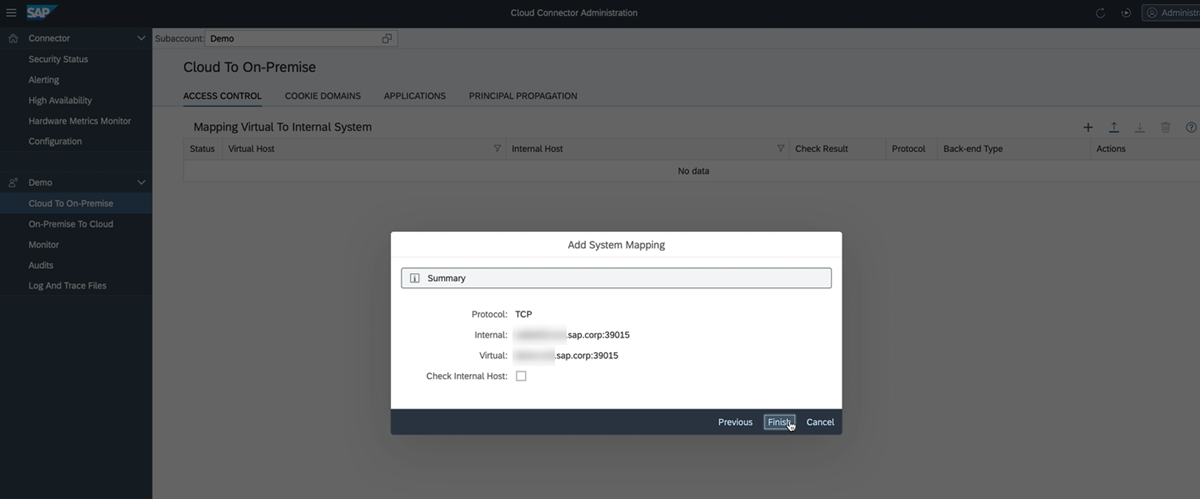 SAP
Cloud Connector Administration
Administr
Connector
Security Status
Alerting
High Availability
Hardware Metrics Monitor
Configuration
Demo
Cloud To On-Premise
On-Premise To Cloud
Monitor
Audits
Log And Trace Files
Subaccount: Demo
Cloud To On-Premise
ACCESS CONTROL COOKIE DOMAINS APPLICATIONS PRINCIPAL PROPAGATION
Mapping Virtual To Internal System
Status Virtual Host Internal Host Check Result Protocol Back-end Type Actions
No data
Add System Mapping
Summary
Protocol: TCP
Internal: .sap.corp:39015
Virtual: .sap.corp:39015
Check Internal Host:
Previous Finish Cancel